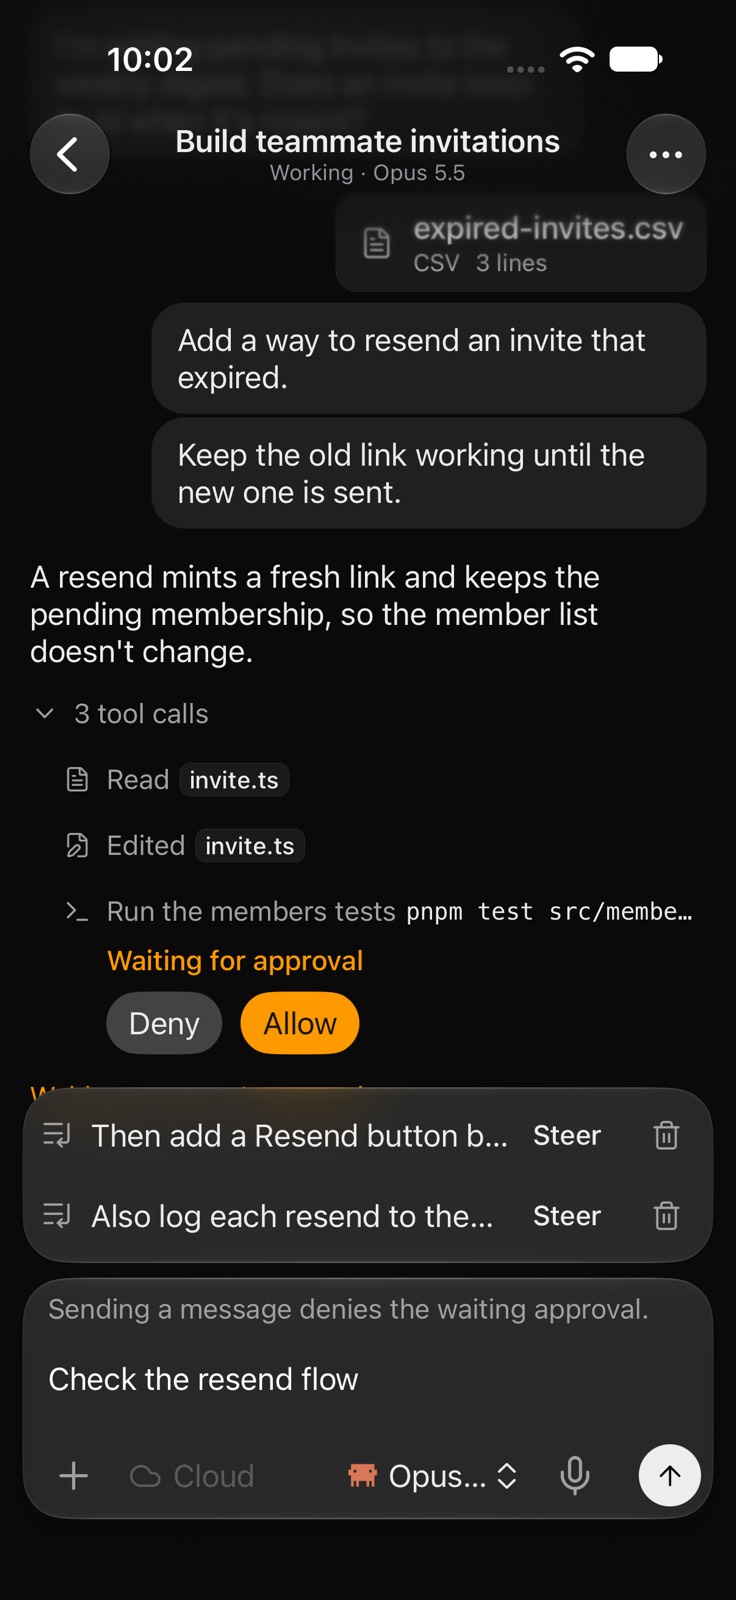 10:02
Build teammate invitations
Working · Opus 5.5
expired-invites.csv
CSV 3 lines
Add a way to resend an invite that
expired.
Keep the old link working until the
new one is sent.
A resend mints a fresh link and keeps the
pending membership, so the member list
doesn't change.
3 tool calls
Read invite.ts
Edited invite.ts
Run the members tests pnpm test src/membe…
Waiting for approval
Deny Allow
Then add a Resend button b... Steer
Also log each resend to the... Steer
Sending a message denies the waiting approval.
Check the resend flow
Cloud Opus...